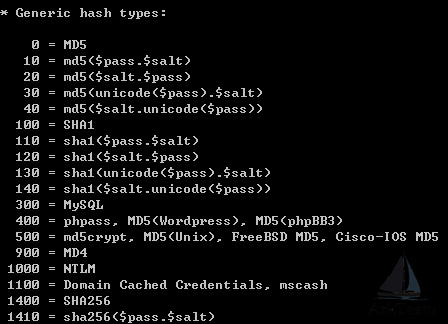 * Generic hash types:
0 = MD5
10 = md5($pass.$salt)
20 = md5($salt.$pass)
30 = md5(unicode($pass).$salt)
40 = md5($salt.unicode($pass))
100 = SHA1
110 = sha1($pass.$salt)
120 = sha1($salt.$pass)
130 = sha1(unicode($pass).$salt)
140 = sha1($salt.unicode($pass))
300 = MySQL
400 = phpass, MD5(Wordpress), MD5(phpBB3)
500 = md5crypt, MD5(Unix), FreeBSD MD5, Cisco-IOS MD5
900 = MD4
1000 = NTLM
1100 = Domain Cached Credentials, mscash
1400 = SHA256
1410 = sha256($pass.$salt)